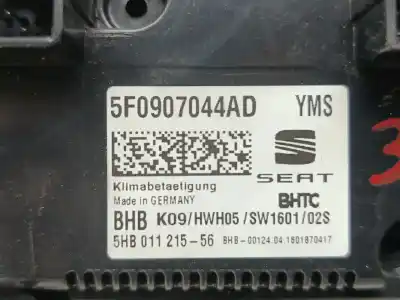 5F0907044AD YMS
SEAT
Klimabetaetigung
Made in GERMANY
BHTC
BHB K09/HWH05/SW1601/02S
5HB 011 215-56 BHB-00124.04.1601870417
3